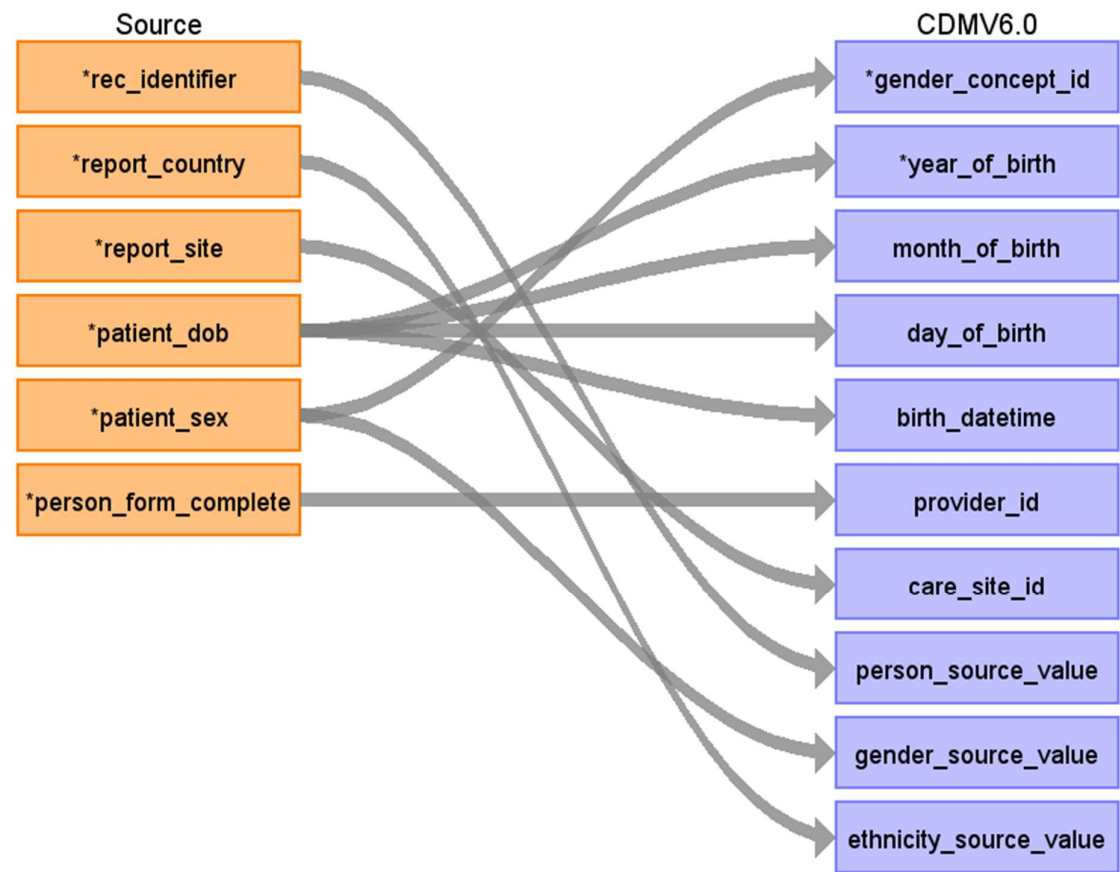 Source
*rec_identifier
*report_country
*report_site
*patient_dob
*patient_sex
*person_form_complete
CDMV6.0
*gender_concept_id
*year_of_birth
month_of_birth
day_of_birth
birth_datetime
provider_id
care_site_id
person_source_value
gender_source_value
ethnicity_source_value